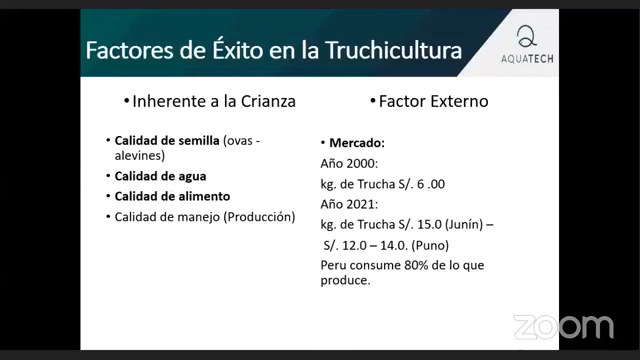 Factores de Éxito en la Truchicultura
AQUATECH
• Inherente a la Crianza
• Calidad de semilla (ovas -
alevines)
• Calidad de agua
• Calidad de alimento
• Calidad de manejo (Producción)
• Factor Externo
• Mercado:
Año 2000:
kg. de Trucha S/. 6 .00
Año 2021:
kg. de Trucha S/. 15.0 (Junín) –
S/. 12.0 – 14.0. (Puno)
Peru consume 80% de lo que
produce.
zoom